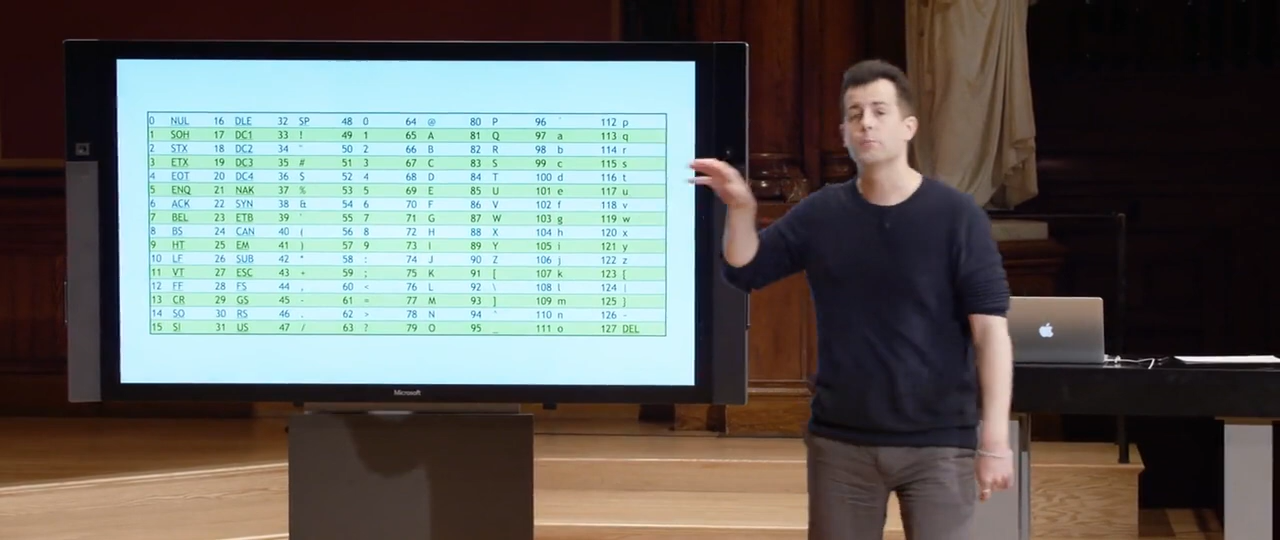 0 NUL 16 DLE 32 SP 48 0 64 @ 80 P 96 ` 112 p
1 SOH 17 DC1 33 ! 49 1 65 A 81 Q 97 a 113 q
2 STX 18 DC2 34 " 50 2 66 B 82 R 98 b 114 r
3 ETX 19 DC3 35 # 51 3 67 C 83 S 99 c 115 s
4 EOT 20 DC4 36 $ 52 4 68 D 84 T 100 d 116 t
5 ENQ 21 NAK 37 % 53 5 69 E 85 U 101 e 117 u
6 ACK 22 SYN 38 & 54 6 70 F 86 V 102 f 118 v
7 BEL 23 ETB 39 ' 55 7 71 G 87 W 103 g 119 w
8 BS 24 CAN 40 ( 56 8 72 H 88 X 104 h 120 x
9 HT 25 EM 41 ) 57 9 73 I 89 Y 105 i 121 y
10 LF 26 SUB 42 * 58 : 74 J 90 Z 106 j 122 z
11 VT 27 ESC 43 + 59 ; 75 K 91 [ 107 k 123 {
12 FF 28 FS 44 , 60 < 76 L 92 \ 108 l 124 |
13 CR 29 GS 45 - 61 = 77 M 93 ] 109 m 125 }
14 SO 30 RS 46 . 62 > 78 N 94 ^ 110 n 126 ~
15 SI 31 US 47 / 63 ? 79 O 95 _ 111 o 127 DEL
Microsoft